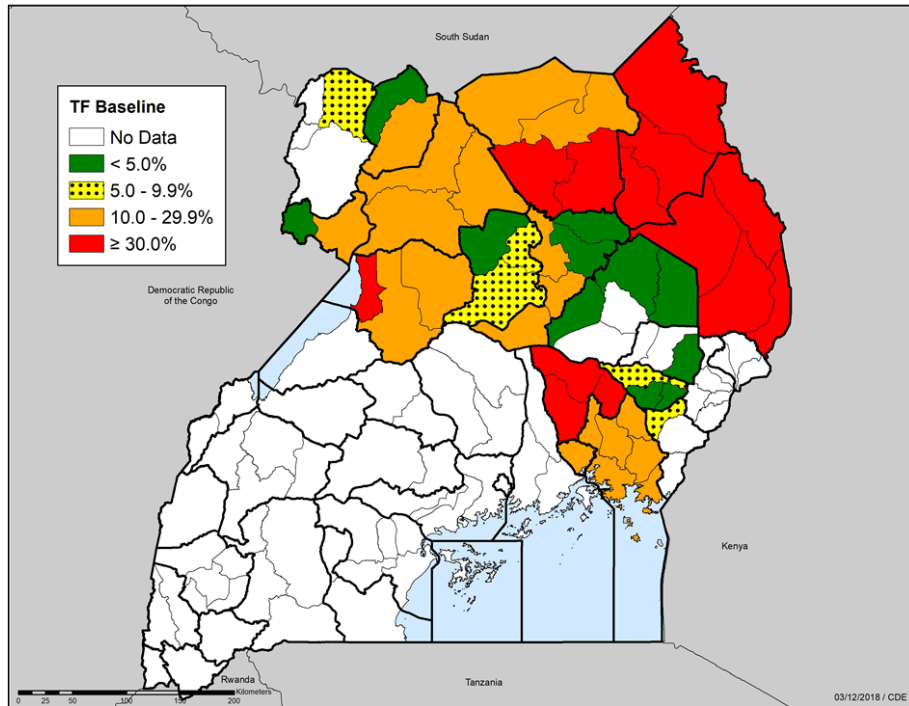 South Sudan
TF Baseline
No Data
< 5.0%
5.0 - 9.9%
10.0 - 29.9%
≥ 30.0%
Democratic Republic
of the Congo
Kenya
Rwanda
Tanzania
Kilometers
0 25 50 100 150 200
03/12/2018 / CDE